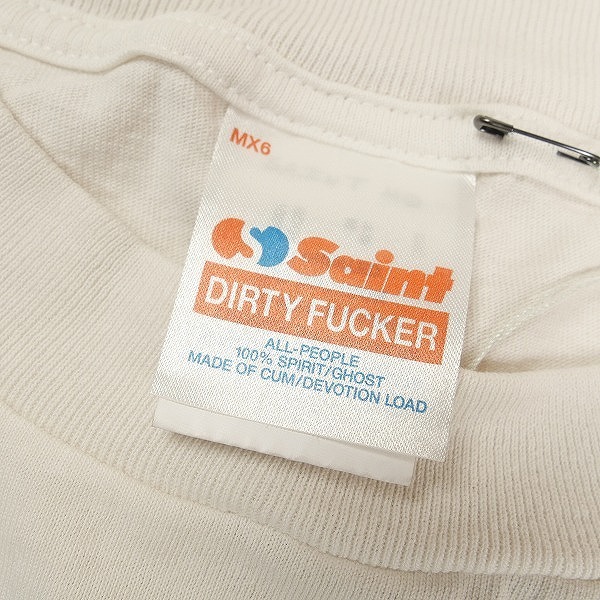 MX6
Saint
DIRTY FUCKER
ALL-PEOPLE
100% SPIRIT/GHOST
MADE OF CUM/DEVOTION LOAD